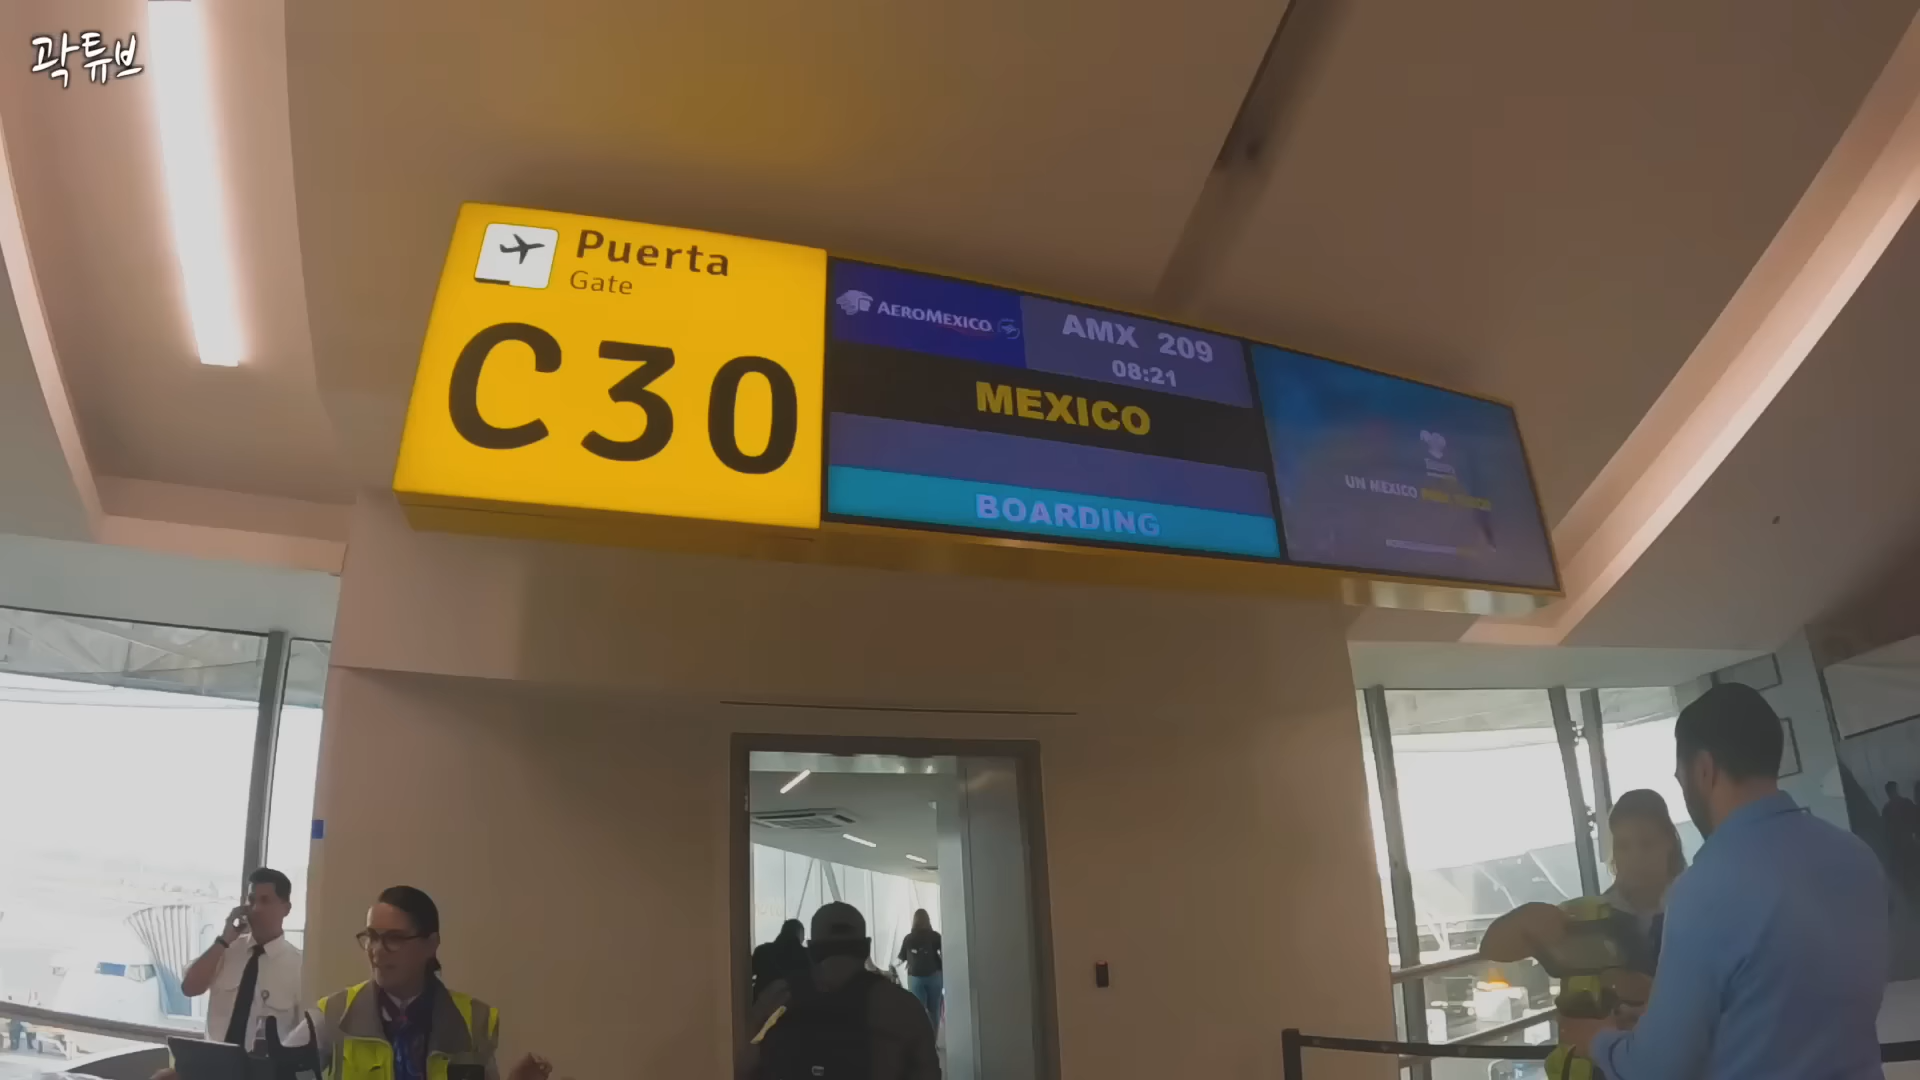 곽튜브
Puerta
Gate
C30
AEROMEXICO
AMX 209
08:21
MEXICO
BOARDING
UN MEXICO